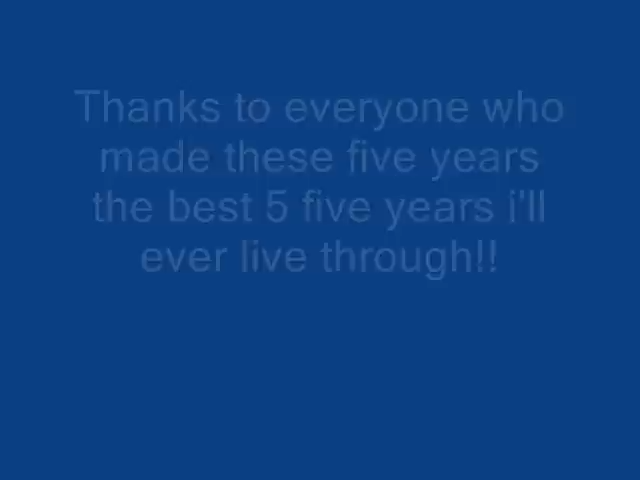 Thanks to everyone who
made these five years
the best 5 five years i'll
ever live through!!